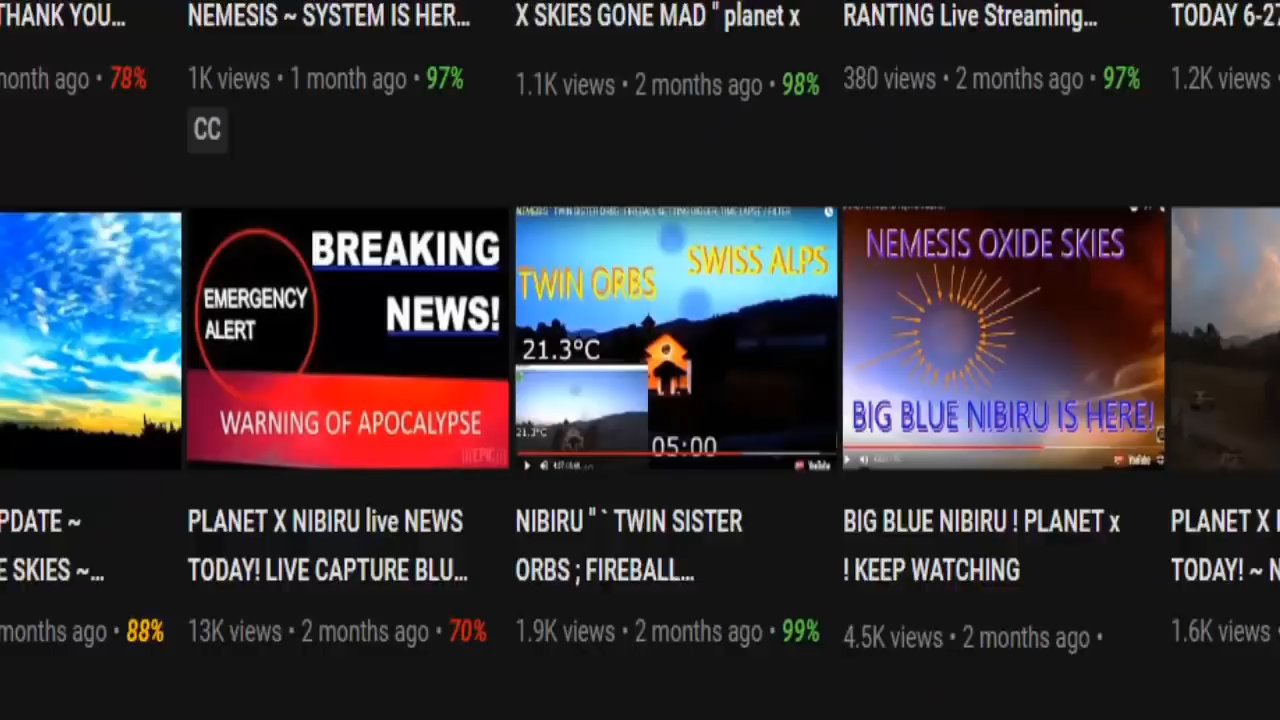 THANK YOU...
NEMESIS ~ SYSTEM IS HER...
X SKIES GONE MAD " planet x
RANTING Live Streaming...
TODAY 6-27
month ago • 78%
1K views • 1 month ago • 97%
1.1K views • 2 months ago • 98%
380 views • 2 months ago • 97%
1.2K views •
CC
EMERGENCY
ALERT
BREAKING
NEWS!
WARNING OF APOCALYPSE
TWIN ORBS
SWISS ALPS
21.3°C
21.3°C
05:00
YouTube
NEMESIS OXIDE SKIES
BIG BLUE NIBIRU IS HERE!
YouTube
PDATE ~
E SKIES ~...
PLANET X NIBIRU live NEWS
TODAY! LIVE CAPTURE BLU...
NIBIRU " ` TWIN SISTER
ORBS ; FIREBALL...
BIG BLUE NIBIRU ! PLANET x
! KEEP WATCHING
PLANET X
TODAY! ~ N
months ago • 88%
13K views • 2 months ago • 70%
1.9K views • 2 months ago • 99%
4.5K views • 2 months ago •
1.6K views •